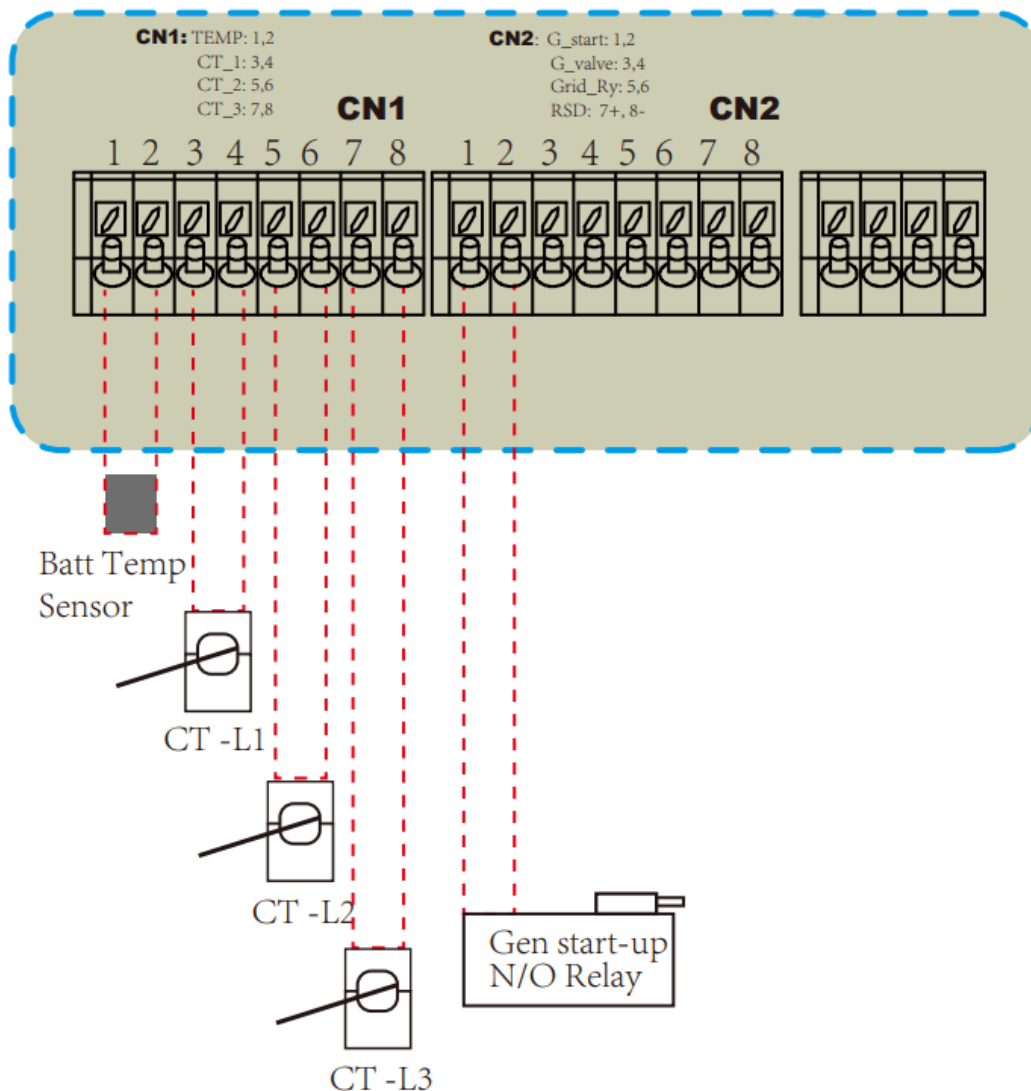 CN1: TEMP: 1,2
CT_1: 3,4
CT_2: 5,6
CT_3: 7,8
CN1
CN2: G_start: 1,2
G_valve: 3,4
Grid_Ry: 5,6
RSD: 7+, 8-
CN2
1 2 3 4 5 6 7 8
1 2 3 4 5 6 7 8
Batt Temp
Sensor
CT -L1
CT -L2
CT -L3
Gen start-up
N/O Relay